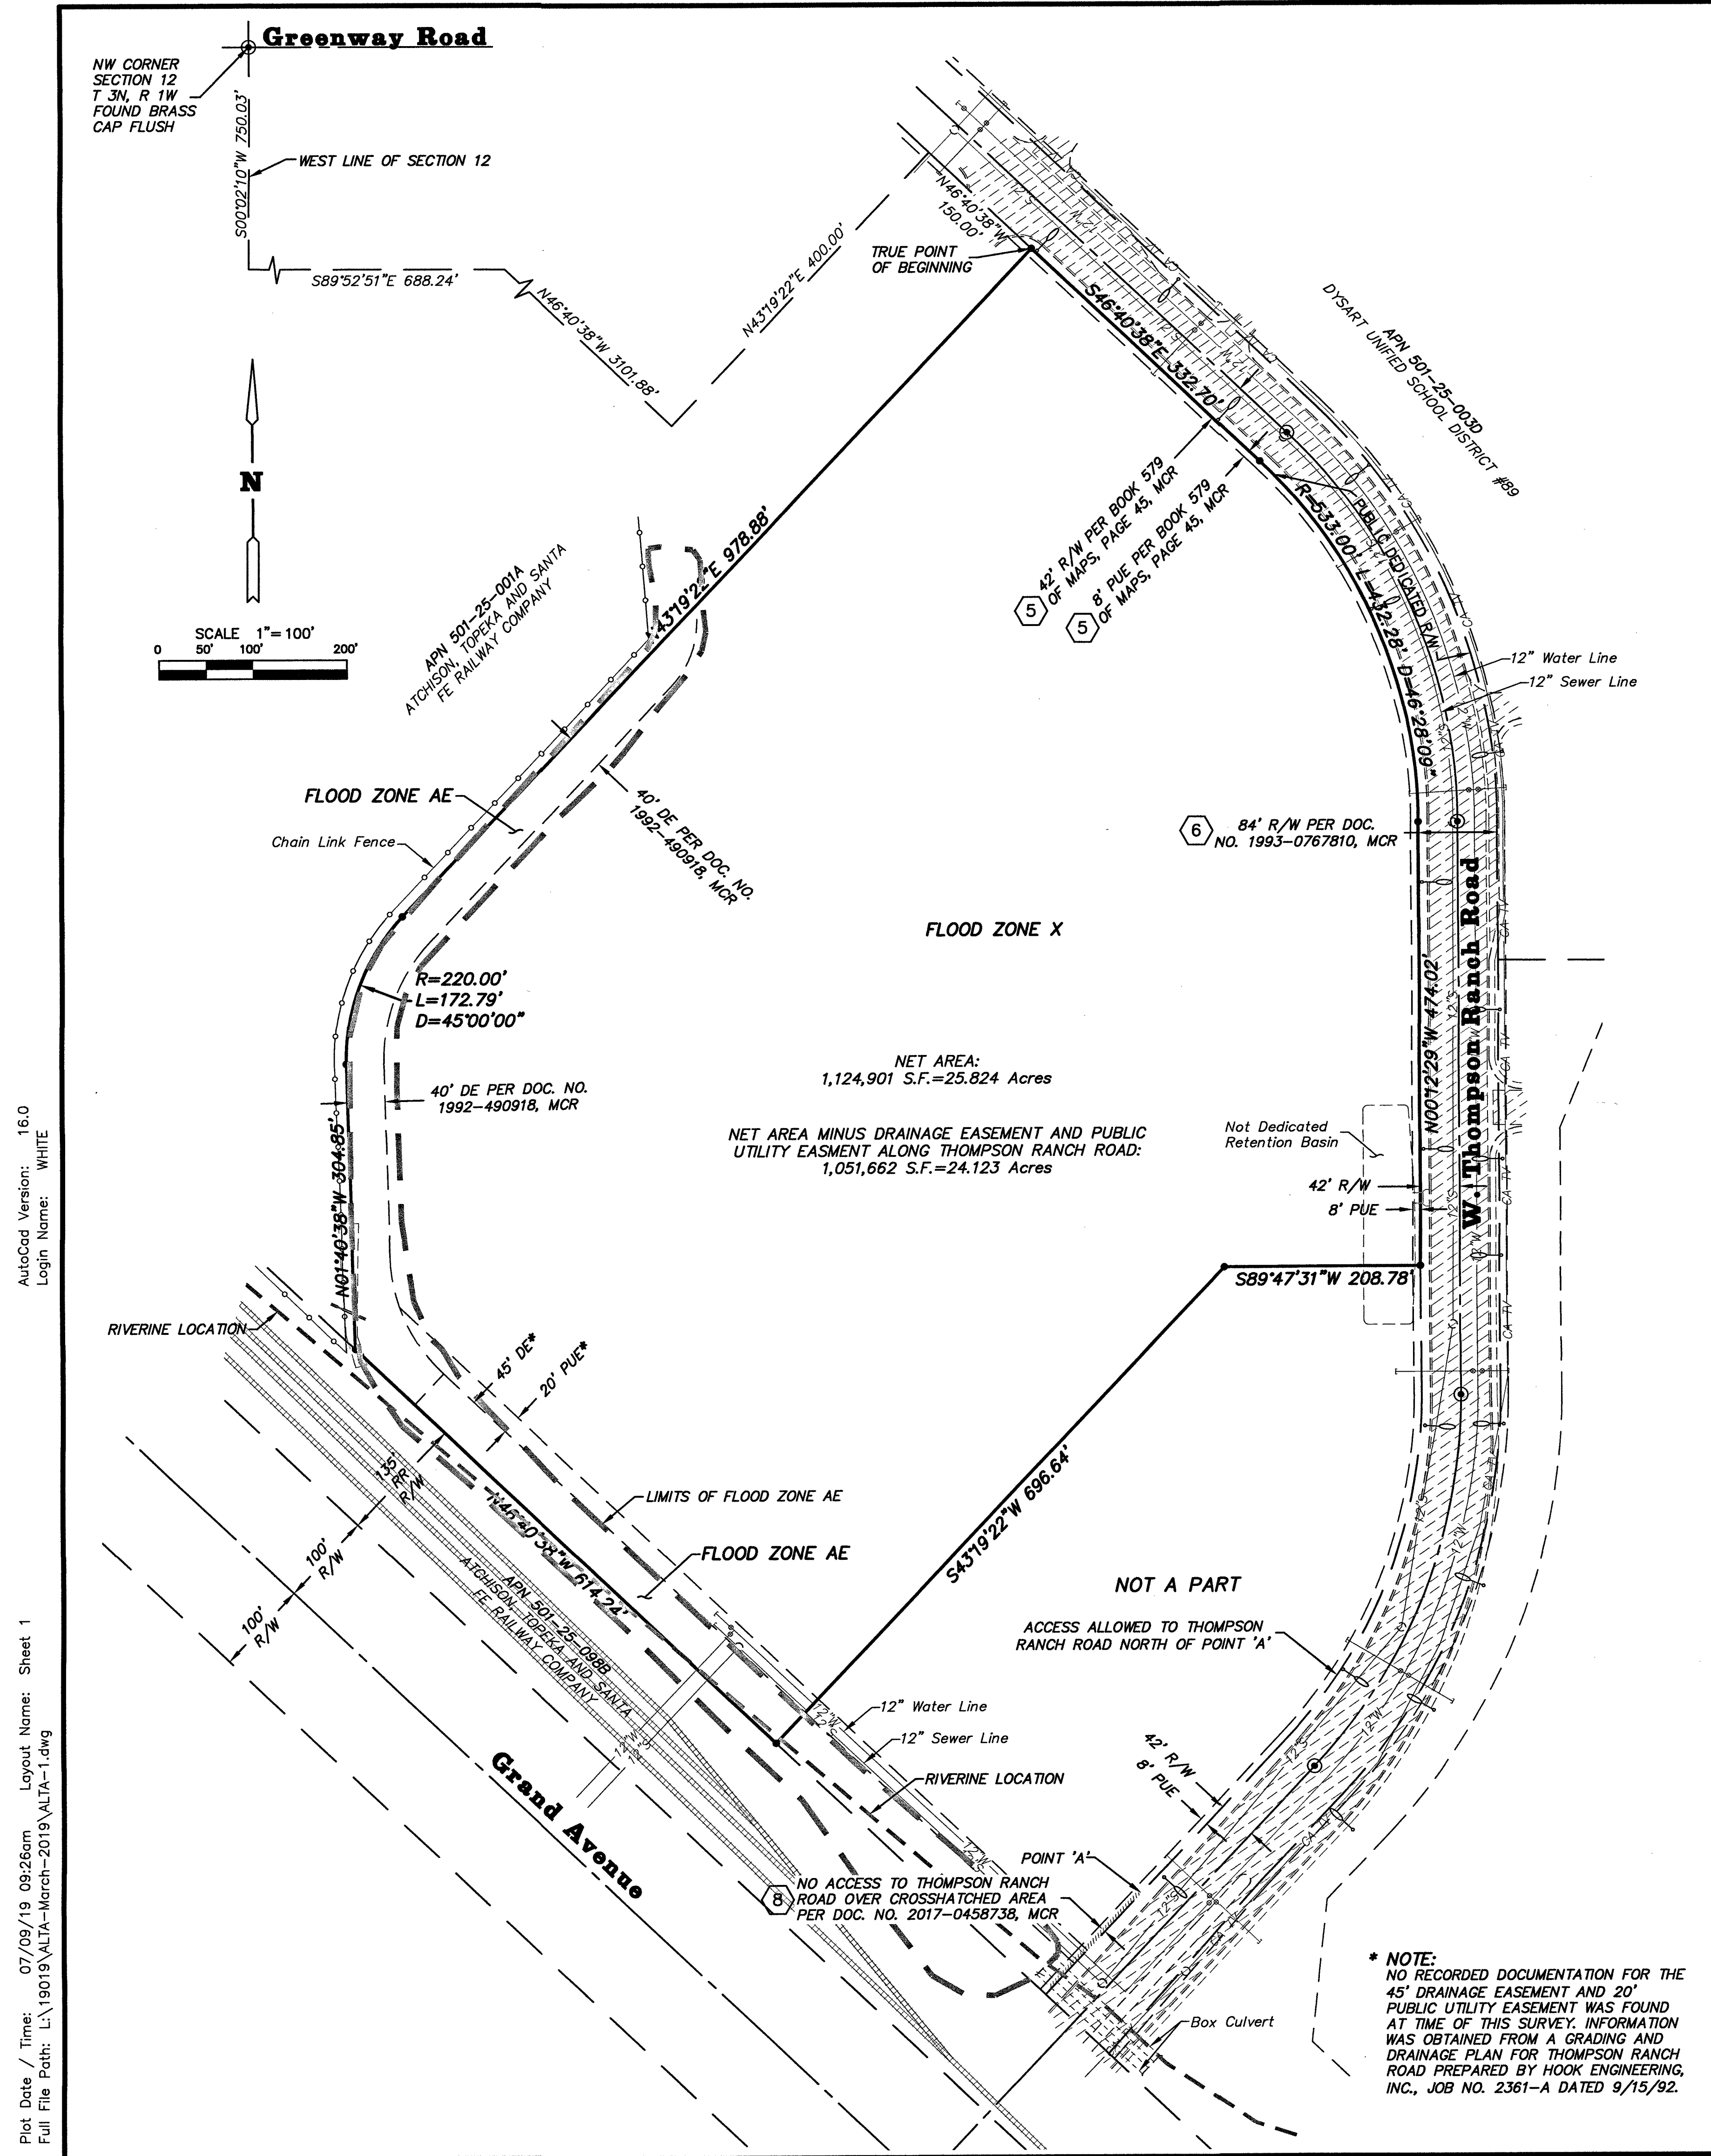 Greenway Road
NW CORNER
SECTION 12
T 3N, R 1W
FOUND BRASS
CAP FLUSH
S00°02'10"W 750.03'
WEST LINE OF SECTION 12
S89°52'51"E 688.24'
N46°40'38"W 3101.88'
N43°19'22"E 400.00'
N46°40'38"W
150.00'
TRUE POINT
OF BEGINNING
S46°40'38"E 332.70'
DYSART UNIFIED SCHOOL DISTRICT #89
APN 501-25-003D
N
SCALE 1"=100'
0 50' 100' 200'
APN 501-25-001A
ATCHISON, TOPEKA AND SANTA
FE RAILWAY COMPANY
N43°19'22"E 978.88'
5
42' R/W PER BOOK 579
OF MAPS, PAGE 45, MCR
5
8' PUE PER BOOK 579
OF MAPS, PAGE 45, MCR
R=533.00' L=432.28' D=46°28'09"
PUBLIC DEDICATED R/W
12" Water Line
12" Sewer Line
FLOOD ZONE AE
Chain Link Fence
40' DE PER DOC. NO.
1992-490918, MCR
6
84' R/W PER DOC.
NO. 1993-0767810, MCR
FLOOD ZONE X
R=220.00'
L=172.79'
D=45°00'00"
W. Thompson Ranch Road
N00°12'29"W 474.02'
NET AREA:
1,124,901 S.F.=25.824 Acres
40' DE PER DOC. NO.
1992-490918, MCR
NET AREA MINUS DRAINAGE EASEMENT AND PUBLIC
UTILITY EASMENT ALONG THOMPSON RANCH ROAD:
1,051,662 S.F.=24.123 Acres
Not Dedicated
Retention Basin
42' R/W
8' PUE
N01°40'38"W 304.85'
S89°47'31"W 208.78'
RIVERINE LOCATION
45' DE*
20' PUE*
135'
RR
R/W
100'
R/W
100'
R/W
N46°40'38"W 614.24'
LIMITS OF FLOOD ZONE AE
FLOOD ZONE AE
APN 501-25-098B
ATCHISON, TOPEKA AND SANTA
FE RAILWAY COMPANY
S43°19'22"W 696.64'
NOT A PART
ACCESS ALLOWED TO THOMPSON
RANCH ROAD NORTH OF POINT 'A'
12"W
12"S
12" Water Line
12" Sewer Line
RIVERINE LOCATION
Grand Avenue
42' R/W
8' PUE
POINT 'A'
8
NO ACCESS TO THOMPSON RANCH
ROAD OVER CROSSHATCHED AREA
PER DOC. NO. 2017-0458738, MCR
Box Culvert
* NOTE:
NO RECORDED DOCUMENTATION FOR THE
45' DRAINAGE EASEMENT AND 20'
PUBLIC UTILITY EASEMENT WAS FOUND
AT TIME OF THIS SURVEY. INFORMATION
WAS OBTAINED FROM A GRADING AND
DRAINAGE PLAN FOR THOMPSON RANCH
ROAD PREPARED BY HOOK ENGINEERING,
INC., JOB NO. 2361-A DATED 9/15/92.
AutoCad Version: 16.0
Login Name: WHITE
Plot Date / Time: 07/09/19 09:26am Layout Name: Sheet 1
Full File Path: L:\19019\ALTA-March-2019\ALTA-1.dwg